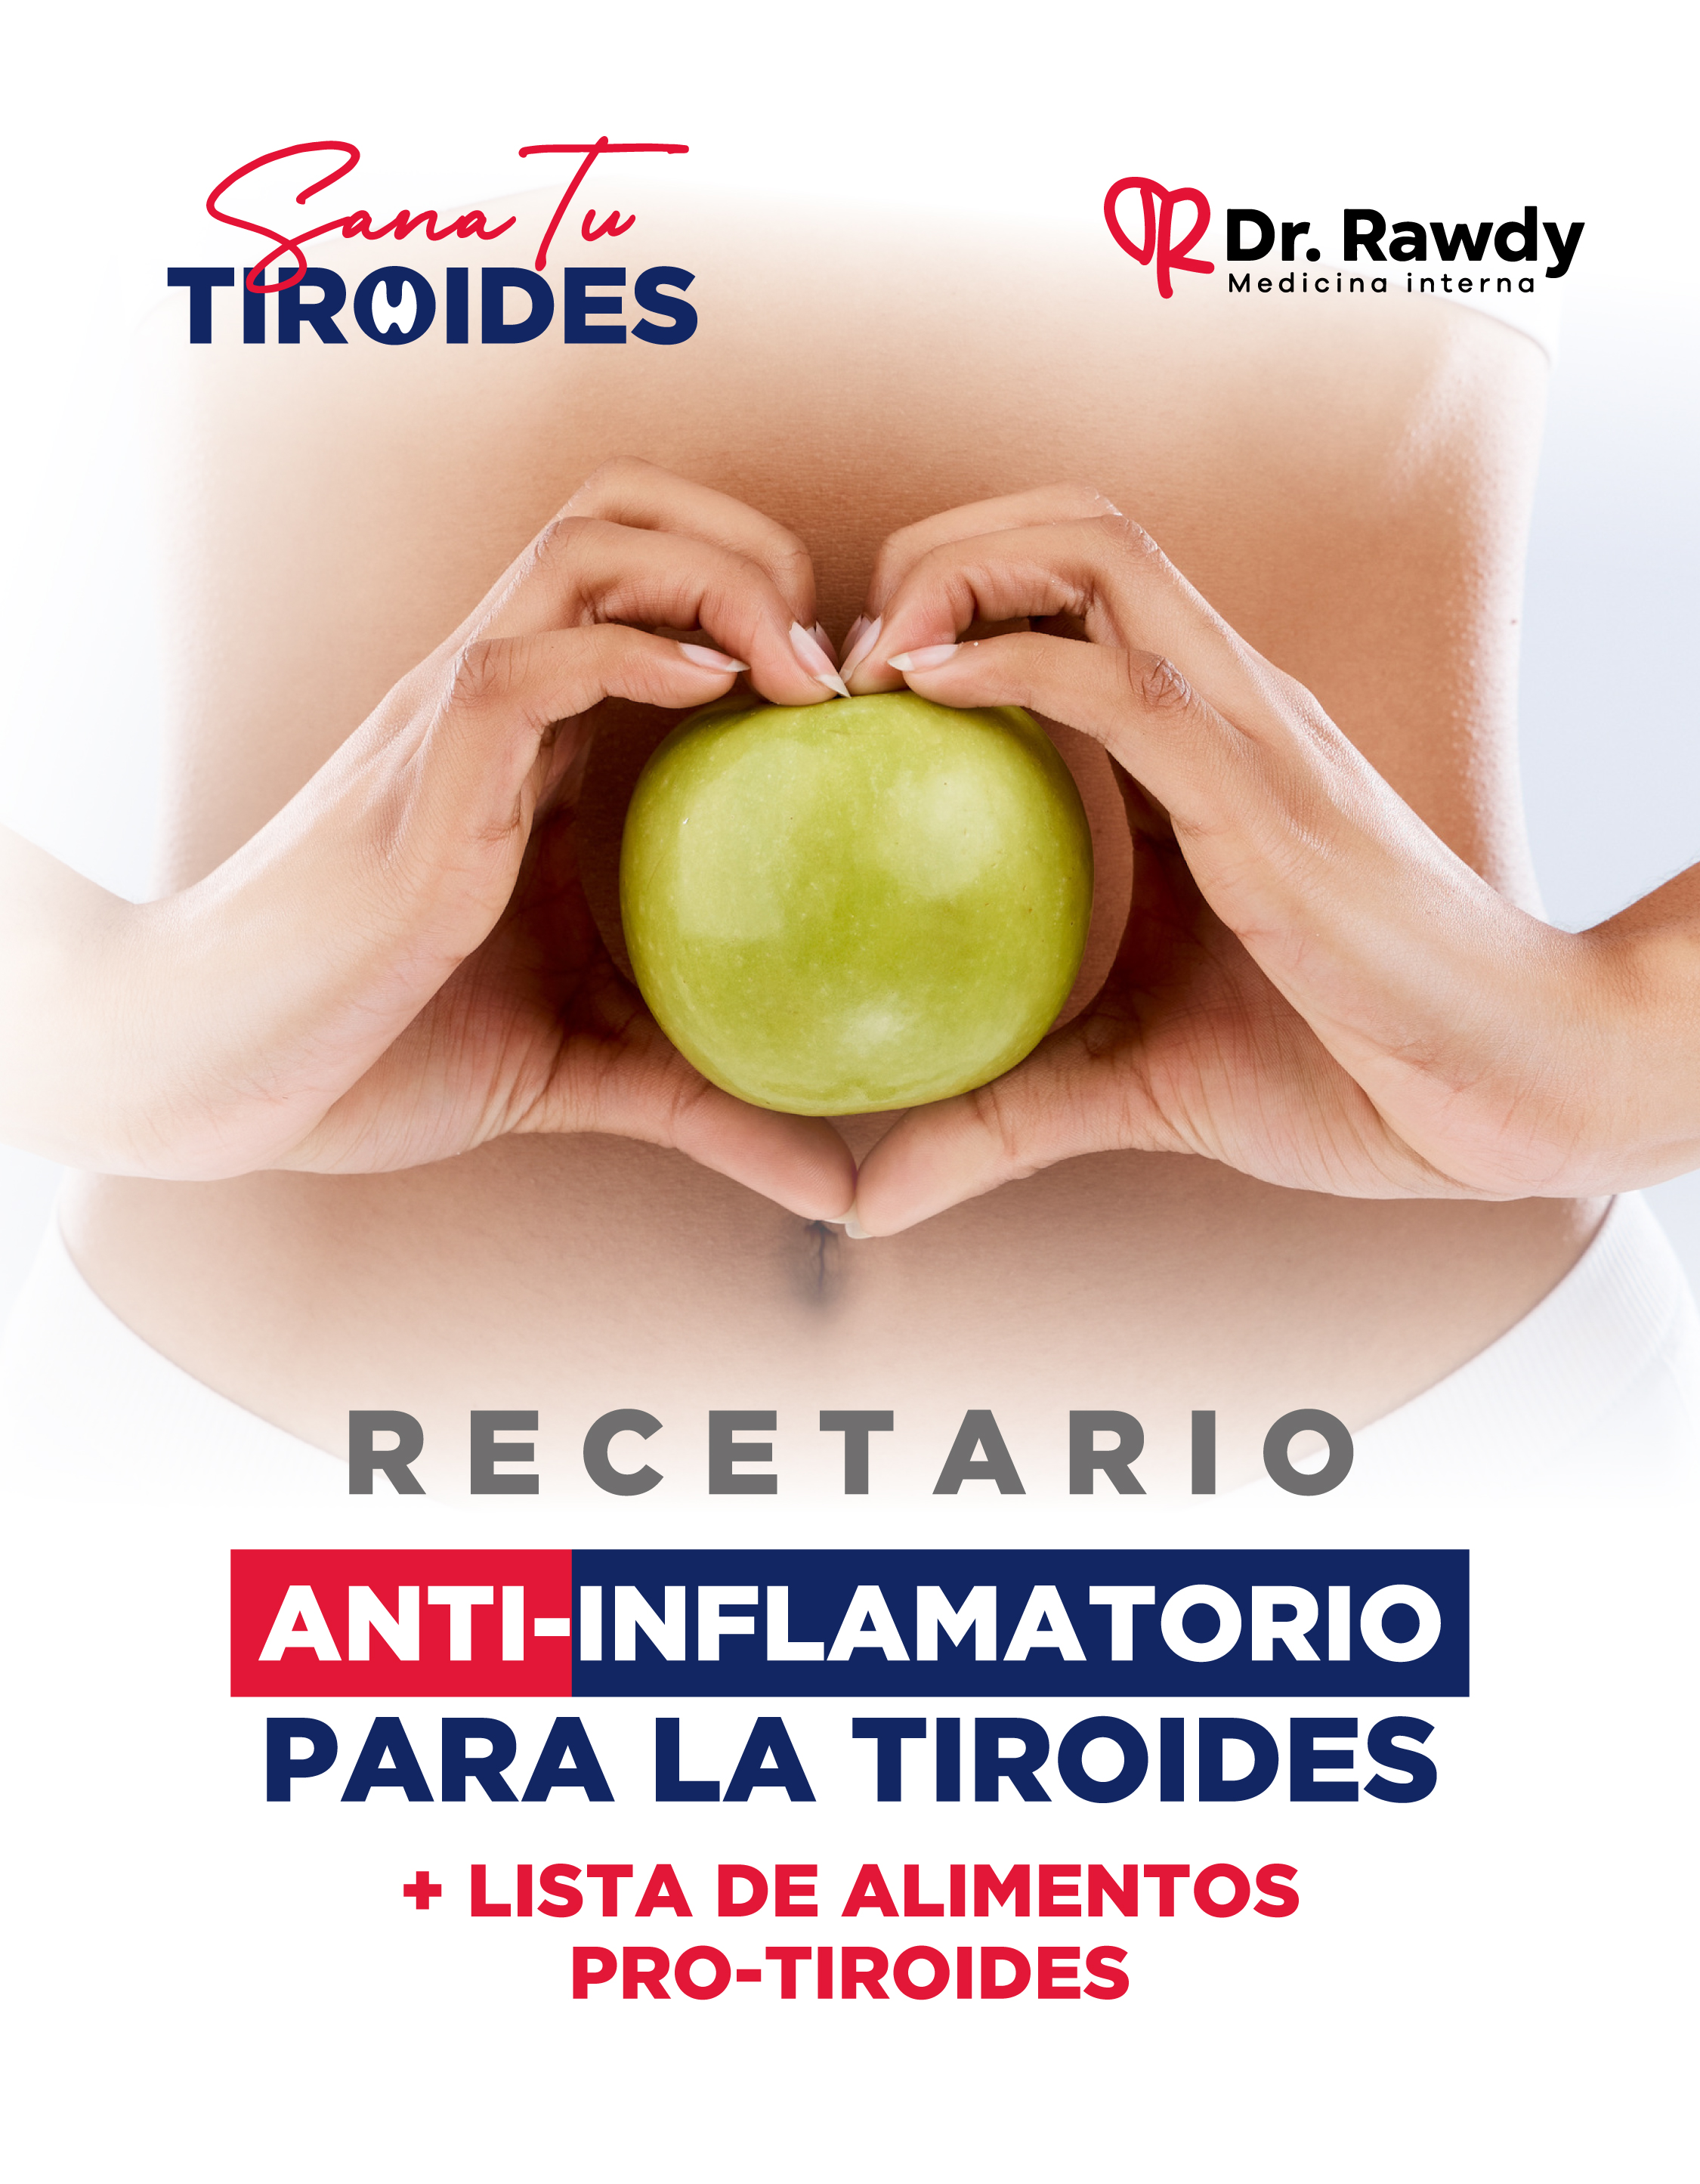 Sana Tu
TIROIDES
Dr. Rawdy
Medicina interna
RECETARIO
ANTI-INFLAMATORIO
PARA LA TIROIDES
+ LISTA DE ALIMENTOS
PRO-TIROIDES